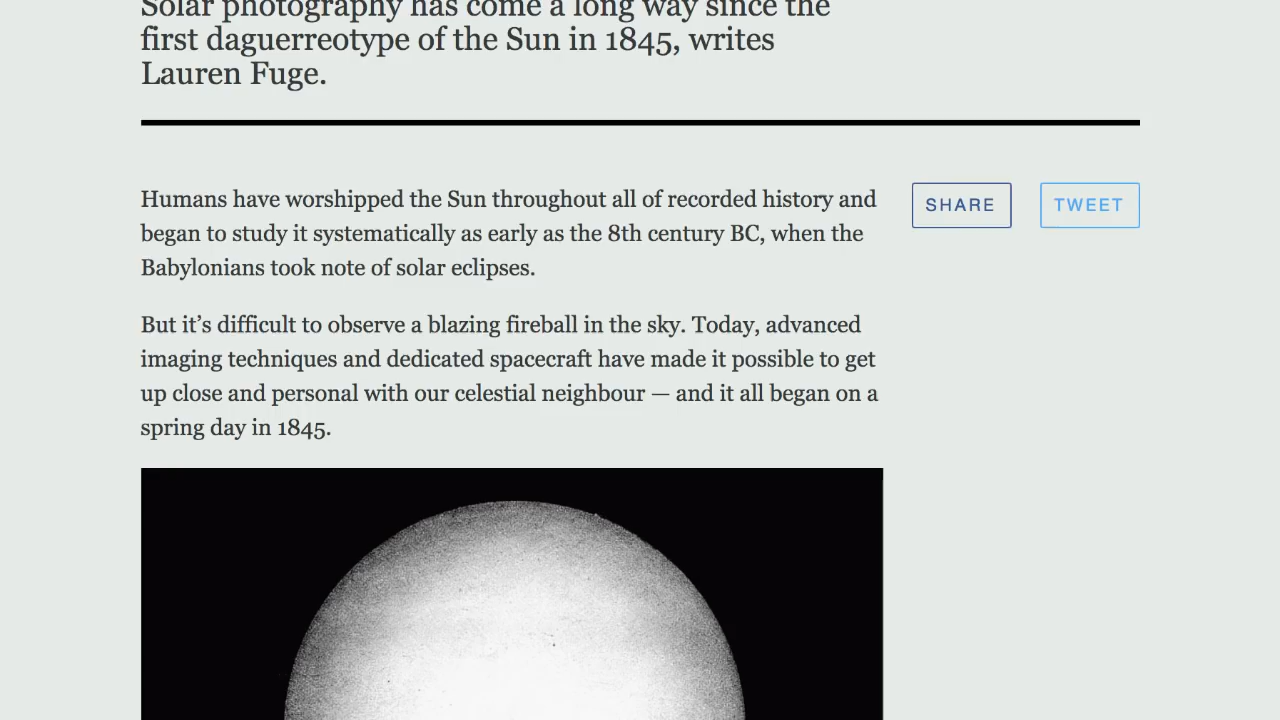 Solar photography has come a long way since the
first daguerreotype of the Sun in 1845, writes
Lauren Fuge.
Humans have worshipped the Sun throughout all of recorded history and
began to study it systematically as early as the 8th century BC, when the
Babylonians took note of solar eclipses.
SHARE
TWEET
But it’s difficult to observe a blazing fireball in the sky. Today, advanced
imaging techniques and dedicated spacecraft have made it possible to get
up close and personal with our celestial neighbour — and it all began on a
spring day in 1845.